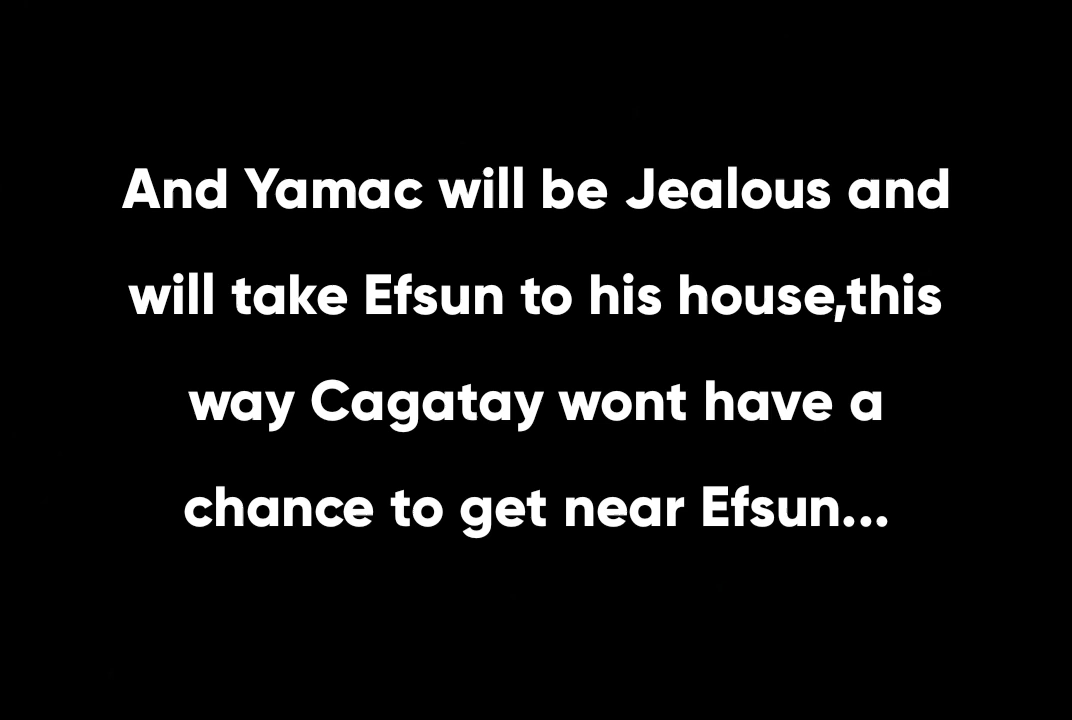 And Yamac will be Jealous and
will take Efsun to his house,this
way Cagatay wont have a
chance to get near Efsun...